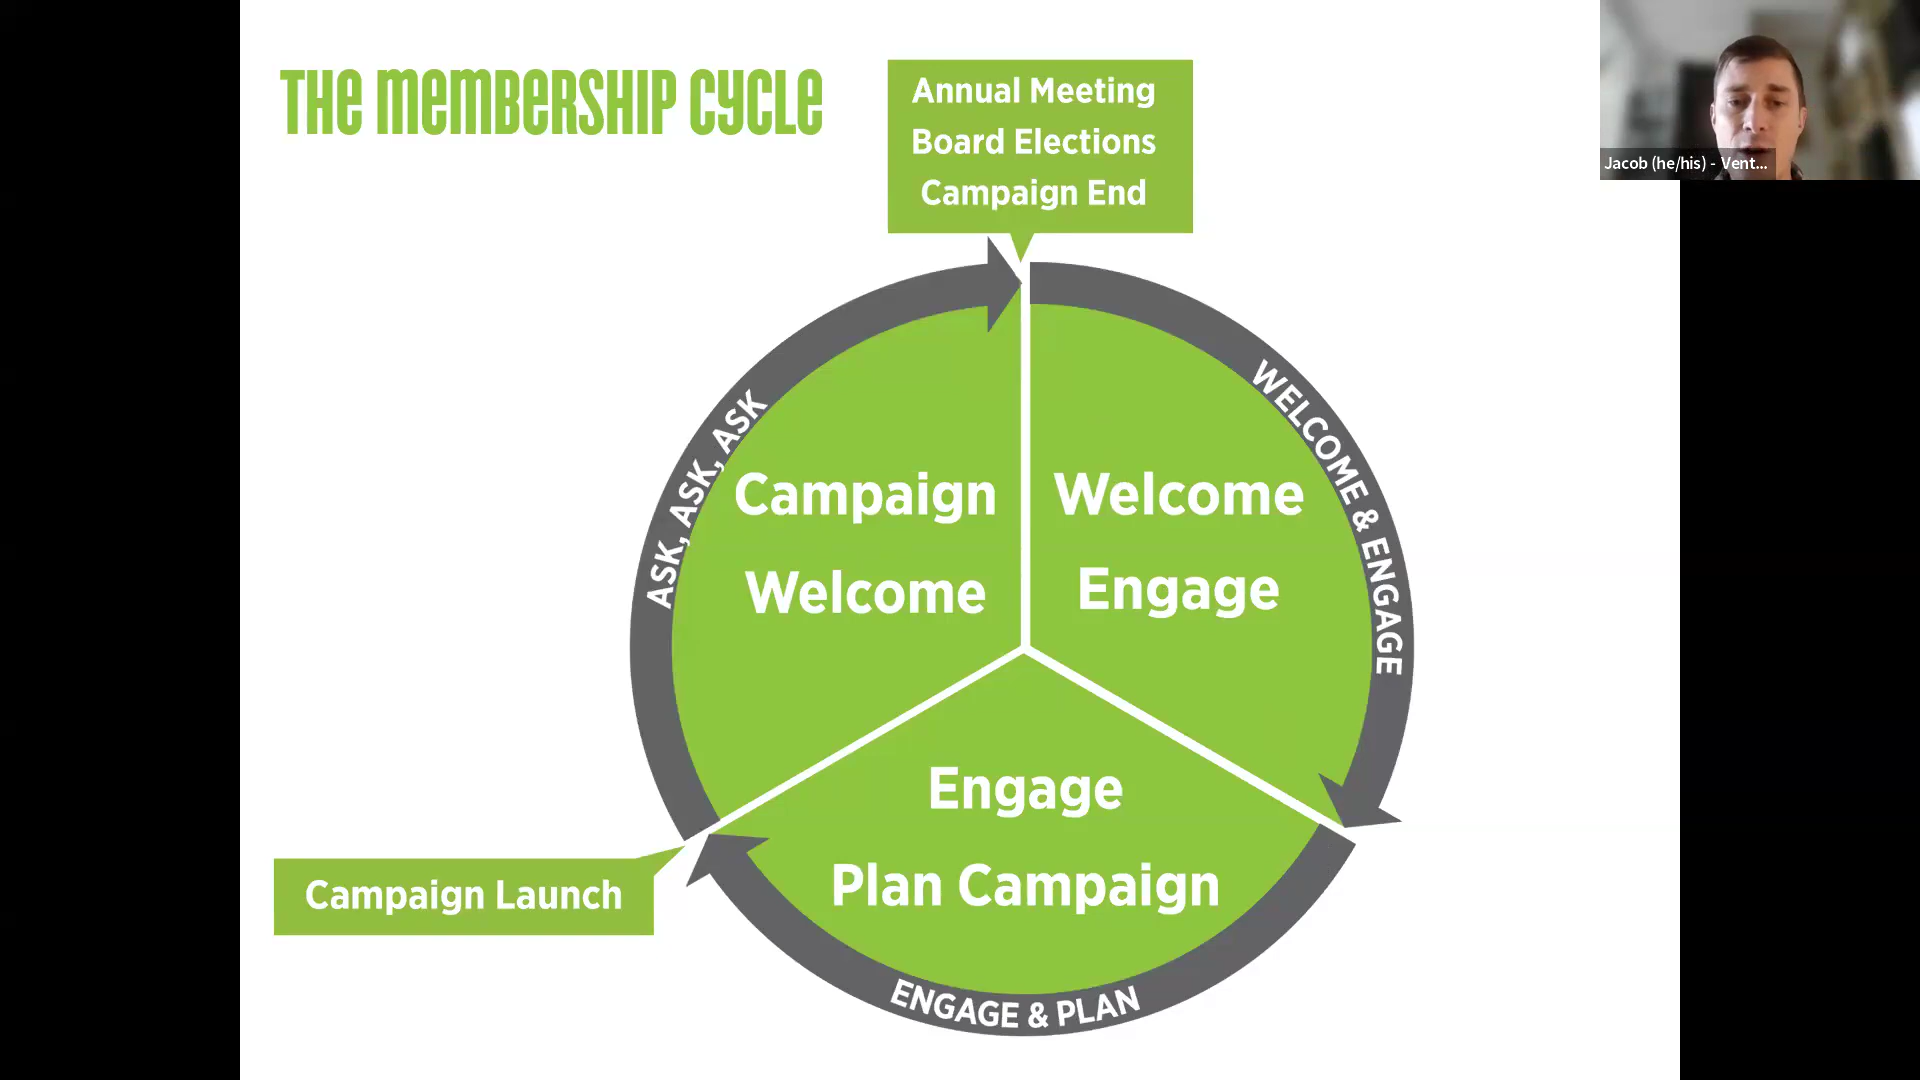 THE MEMBERSHIP CYCLE
Annual Meeting
Board Elections
Campaign End
Jacob (he/his) - Vent...
ASK, ASK, ASK
WELCOME & ENGAGE
Campaign
Welcome
Welcome
Engage
Engage
Plan Campaign
Campaign Launch
ENGAGE & PLAN